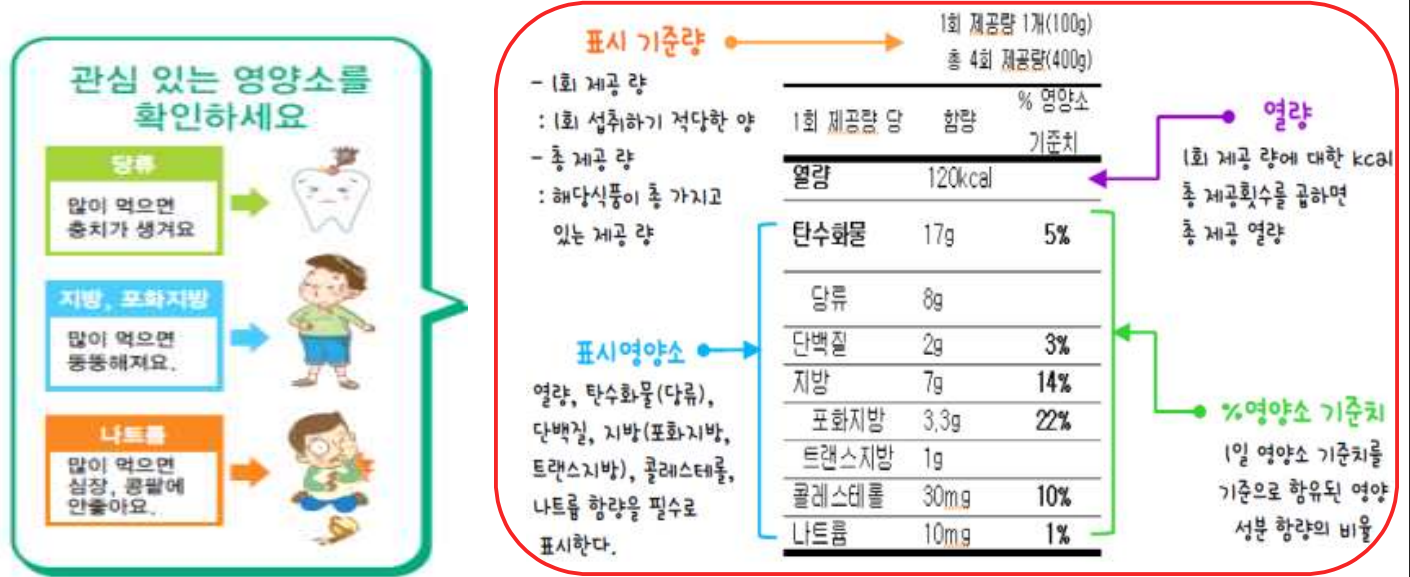 관심 있는 영양소를
확인하세요
당류
많이 먹으면
충치가 생겨요
지방, 포화지방
많이 먹으면
뚱뚱해져요.
나트륨
많이 먹으면
심장, 콩팥에
안좋아요.
표시 기준량
- 1회 제공 량
: 1회 섭취하기 적당한 양
- 총 제공 량
: 해당식품이 총 가지고
있는 제공 량
표시영양소
열량, 탄수화물(당류),
단백질, 지방(포화지방,
트랜스지방), 콜레스테롤,
나트륨 함량을 필수로
표시한다.
1회 제공량 1개(100g)
총 4회 제공량(400g)
1회 제공량 당 함량 % 영양소
기준치
열량 120kcal
탄수화물 17g 5%
당류 8g
단백질 2g 3%
지방 7g 14%
포화지방 3,3g 22%
트랜스지방 1g
콜레스테롤 30mg 10%
나트륨 10mg 1%
열량
1회 제공 량에 대한 kcal
총 제공횟수를 곱하면
총 제공 열량
%영양소 기준치
1일 영양소 기준치를
기준으로 함유된 영양
성분 함량의 비율